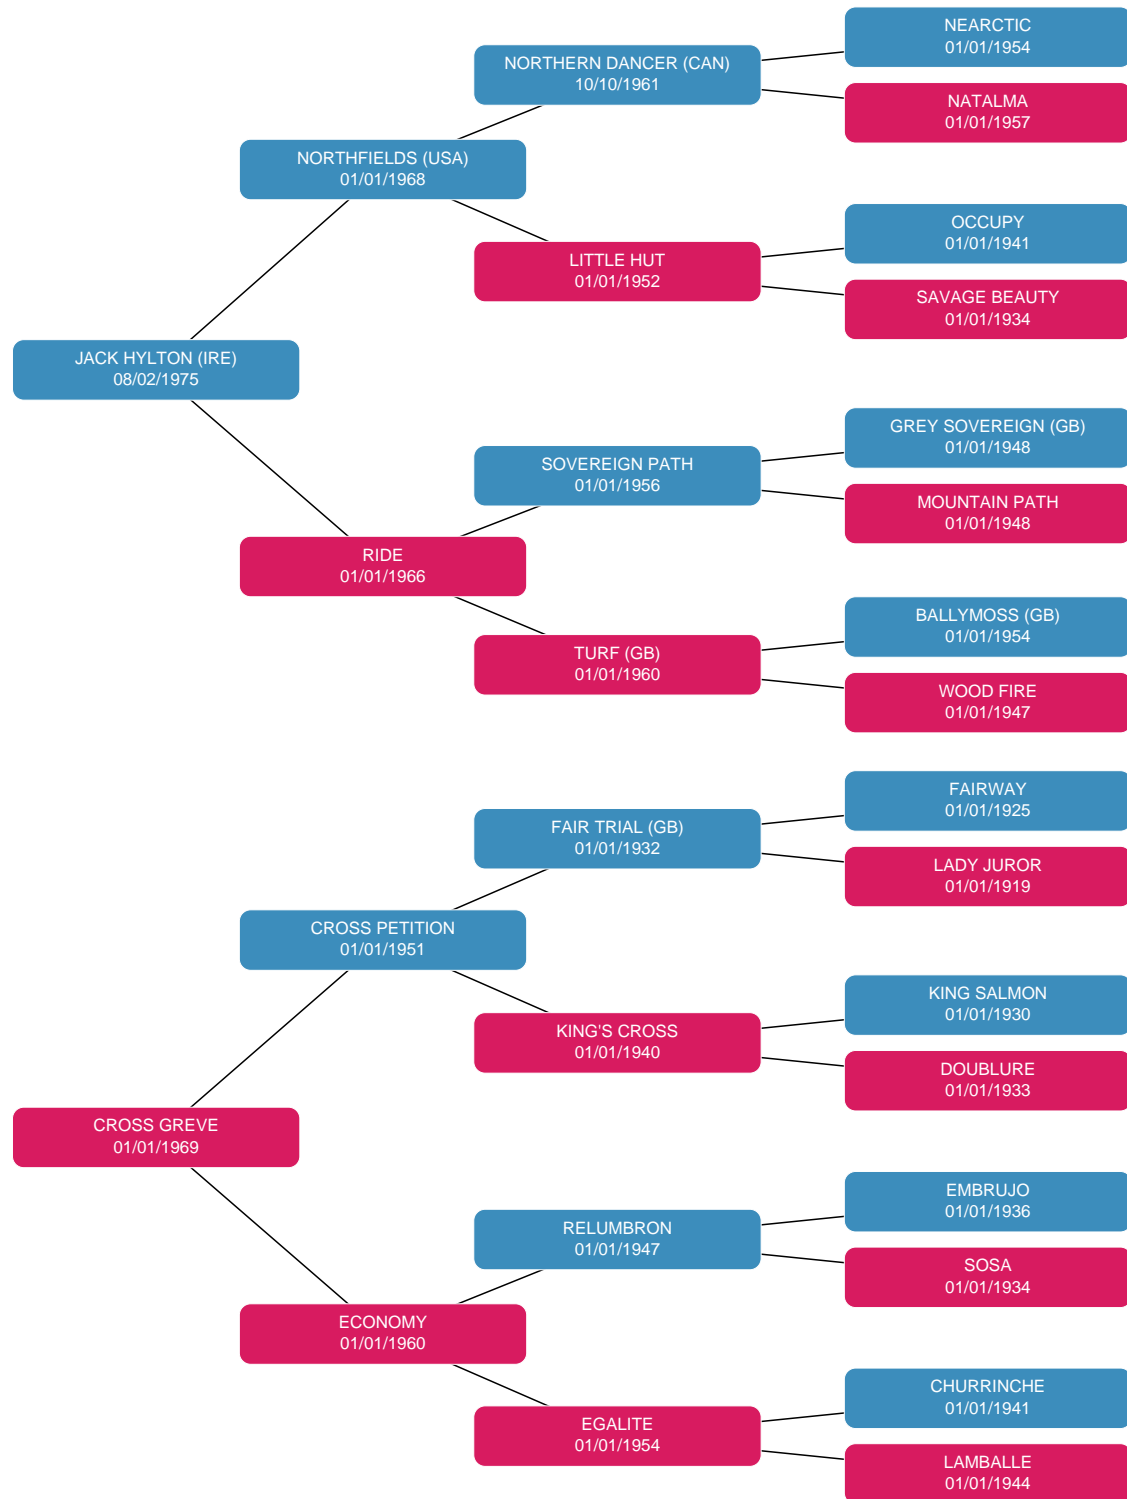 NEARCTIC
01/01/1954
NORTHERN DANCER (CAN)
10/10/1961
NATALMA
01/01/1957
NORTHFIELDS (USA)
01/01/1968
OCCUPY
01/01/1941
LITTLE HUT
01/01/1952
SAVAGE BEAUTY
01/01/1934
JACK HYLTON (IRE)
08/02/1975
GREY SOVEREIGN (GB)
01/01/1948
SOVEREIGN PATH
01/01/1956
MOUNTAIN PATH
01/01/1948
RIDE
01/01/1966
BALLYMOSS (GB)
01/01/1954
TURF (GB)
01/01/1960
WOOD FIRE
01/01/1947
FAIRWAY
01/01/1925
FAIR TRIAL (GB)
01/01/1932
LADY JUROR
01/01/1919
CROSS PETITION
01/01/1951
KING SALMON
01/01/1930
KING'S CROSS
01/01/1940
DOUBLURE
01/01/1933
CROSS GREVE
01/01/1969
EMBRUJO
01/01/1936
RELUMBRON
01/01/1947
SOSA
01/01/1934
ECONOMY
01/01/1960
CHURRINCHE
01/01/1941
EGALITE
01/01/1954
LAMBALLE
01/01/1944